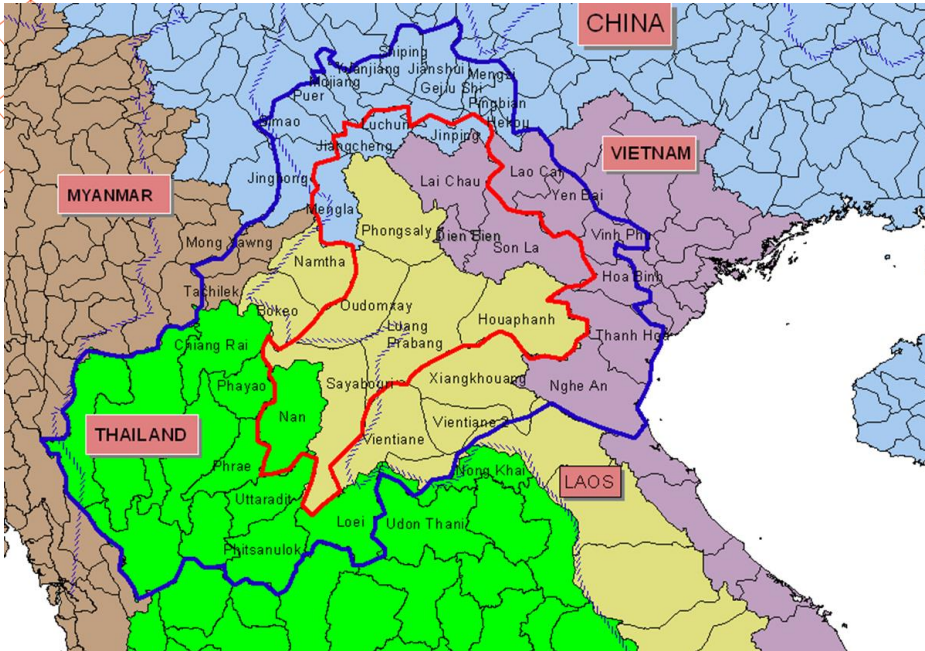 CHINA
Shiping
Yuanjiang
Jianshui
Mengzi
Mojiang
Gejiu Shi
Puer
Pingbian
Simao
Luchun
Hekou
Jinping
Jiangcheng
VIETNAM
Jinghong
Lai Chau
Lao Cai
Yen Bai
MYANMAR
Mengla
Phongsaly
Dien Bien
Vinh Phu
Mong Yawng
Son La
Namtha
Hoa Binh
Tachilek
Bokeo
Oudomxay
Houaphanh
Luang
Prabang
Thanh Hoa
Chiang Rai
Phayao
Sayabouri
Xiangkhouang
Nghe An
Nan
THAILAND
Vientiane
Vientiane 2
Phrae
Nong Khai
LAOS
Uttaradit
Loei
Udon Thani
Phitsanulok